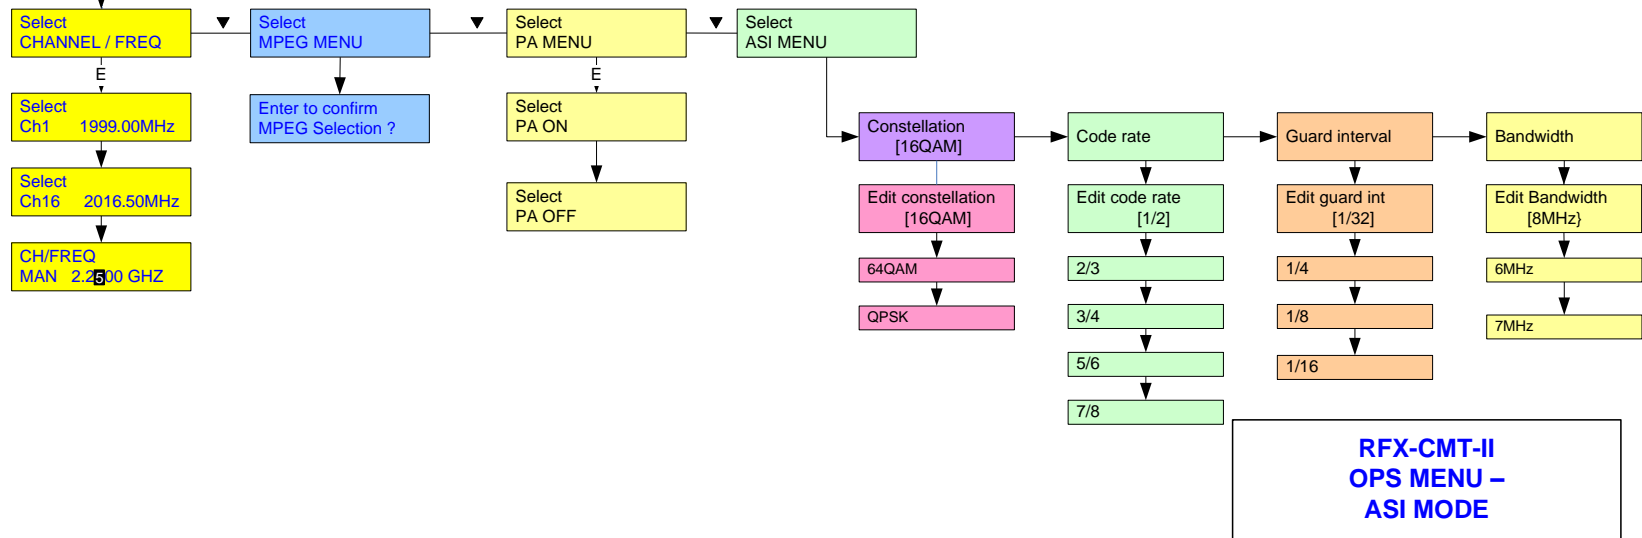 Select
CHANNEL / FREQ
Select
MPEG MENU
Select
PA MENU
Select
ASI MENU
E
E
Select
Ch1 1999.00MHz
Enter to confirm
MPEG Selection ?
Select
PA ON
Select
Ch16 2016.50MHz
Select
PA OFF
CH/FREQ
MAN 2.2500 GHZ
Constellation
[16QAM]
Code rate
Guard interval
Bandwidth
Edit constellation
[16QAM]
Edit code rate
[1/2]
Edit guard int
[1/32]
Edit Bandwidth
[8MHz}
64QAM
2/3
1/4
6MHz
QPSK
3/4
1/8
7MHz
5/6
1/16
7/8
RFX-CMT-II
OPS MENU –
ASI MODE